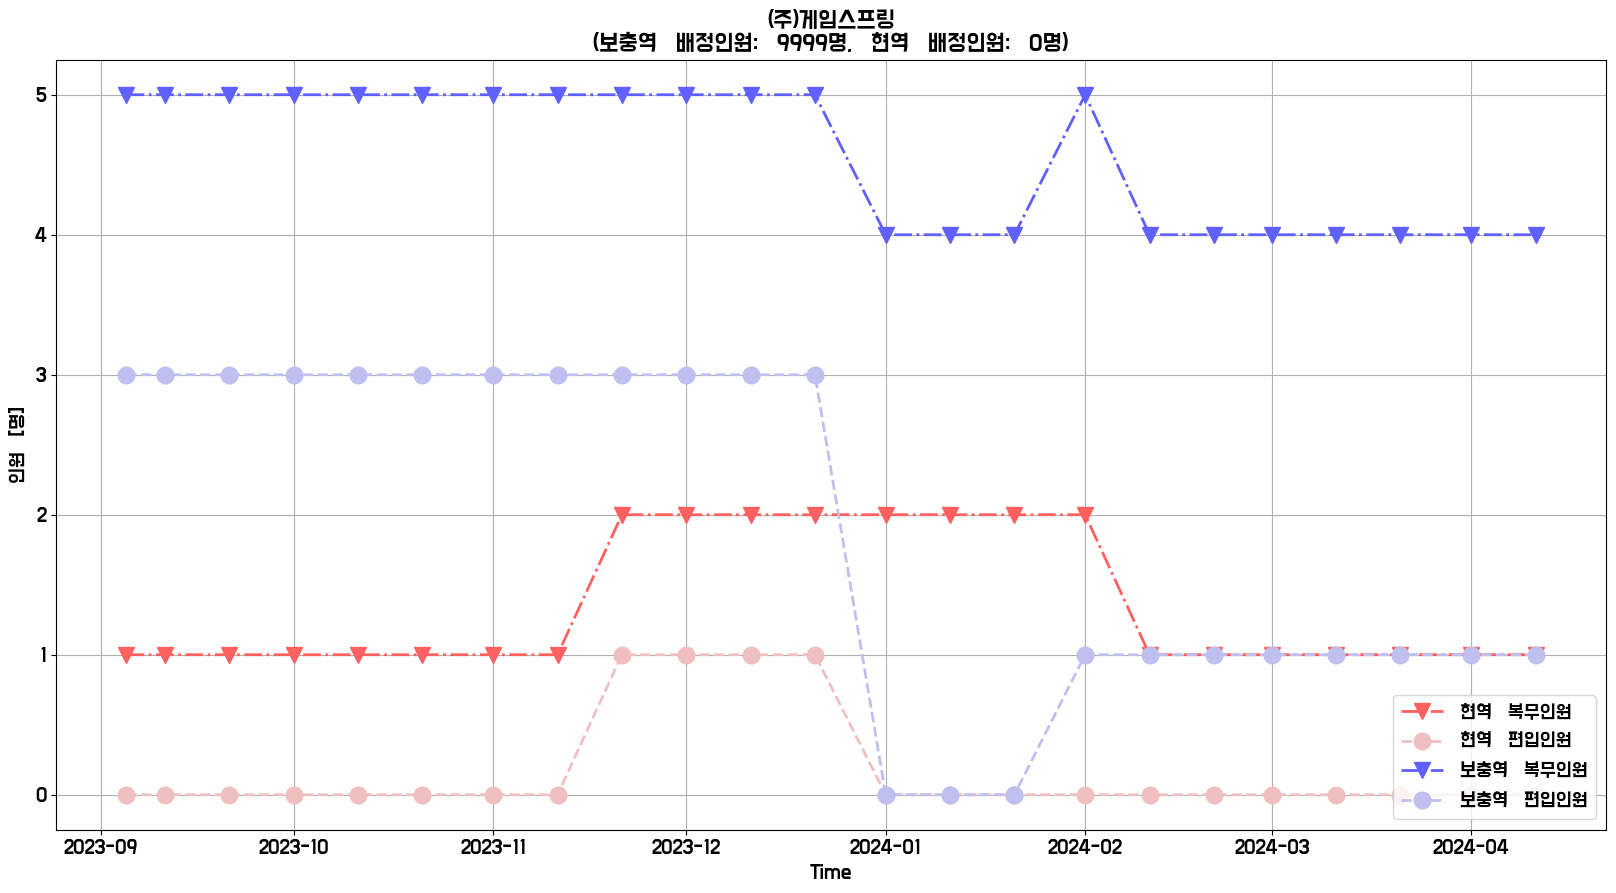 (주)게임스프링
(보충역 배정인원: 9999명, 현역 배정인원: 0명)
5
4
3
2
1
0
인원 [명]
2023-09 2023-10 2023-11 2023-12 2024-01 2024-02 2024-03 2024-04
Time
현역 복무인원
현역 편입인원
보충역 복무인원
보충역 편입인원